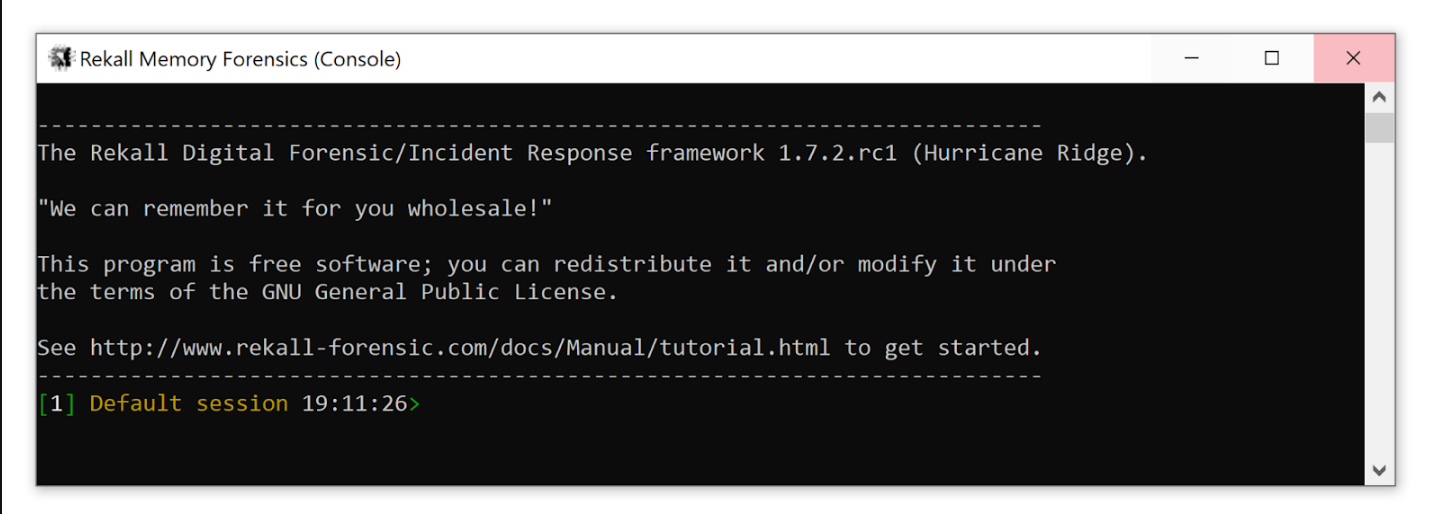 Rekall Memory Forensics (Console)
----------------------------------------------------------------------------
The Rekall Digital Forensic/Incident Response framework 1.7.2.rc1 (Hurricane Ridge).
"We can remember it for you wholesale!"
This program is free software; you can redistribute it and/or modify it under
the terms of the GNU General Public License.
See http://www.rekall-forensic.com/docs/Manual/tutorial.html to get started.
----------------------------------------------------------------------------
[1] Default session 19:11:26>